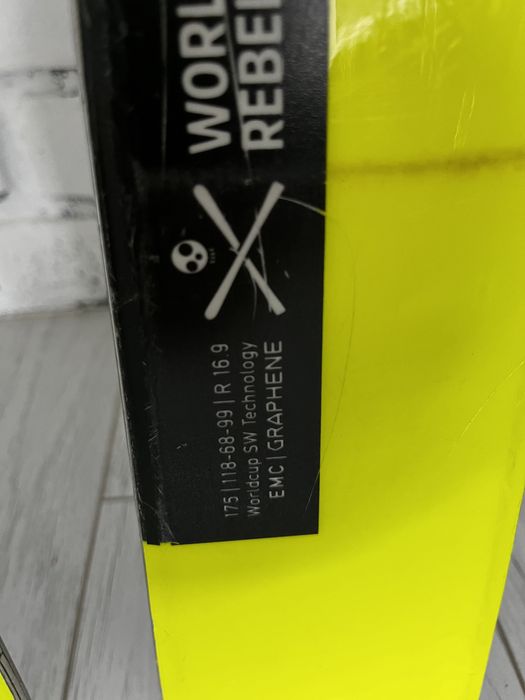 WORL
REBEL
175 | 118-68-99 | R 16.9
Worldcup SW Technology
EMC | GRAPHENE